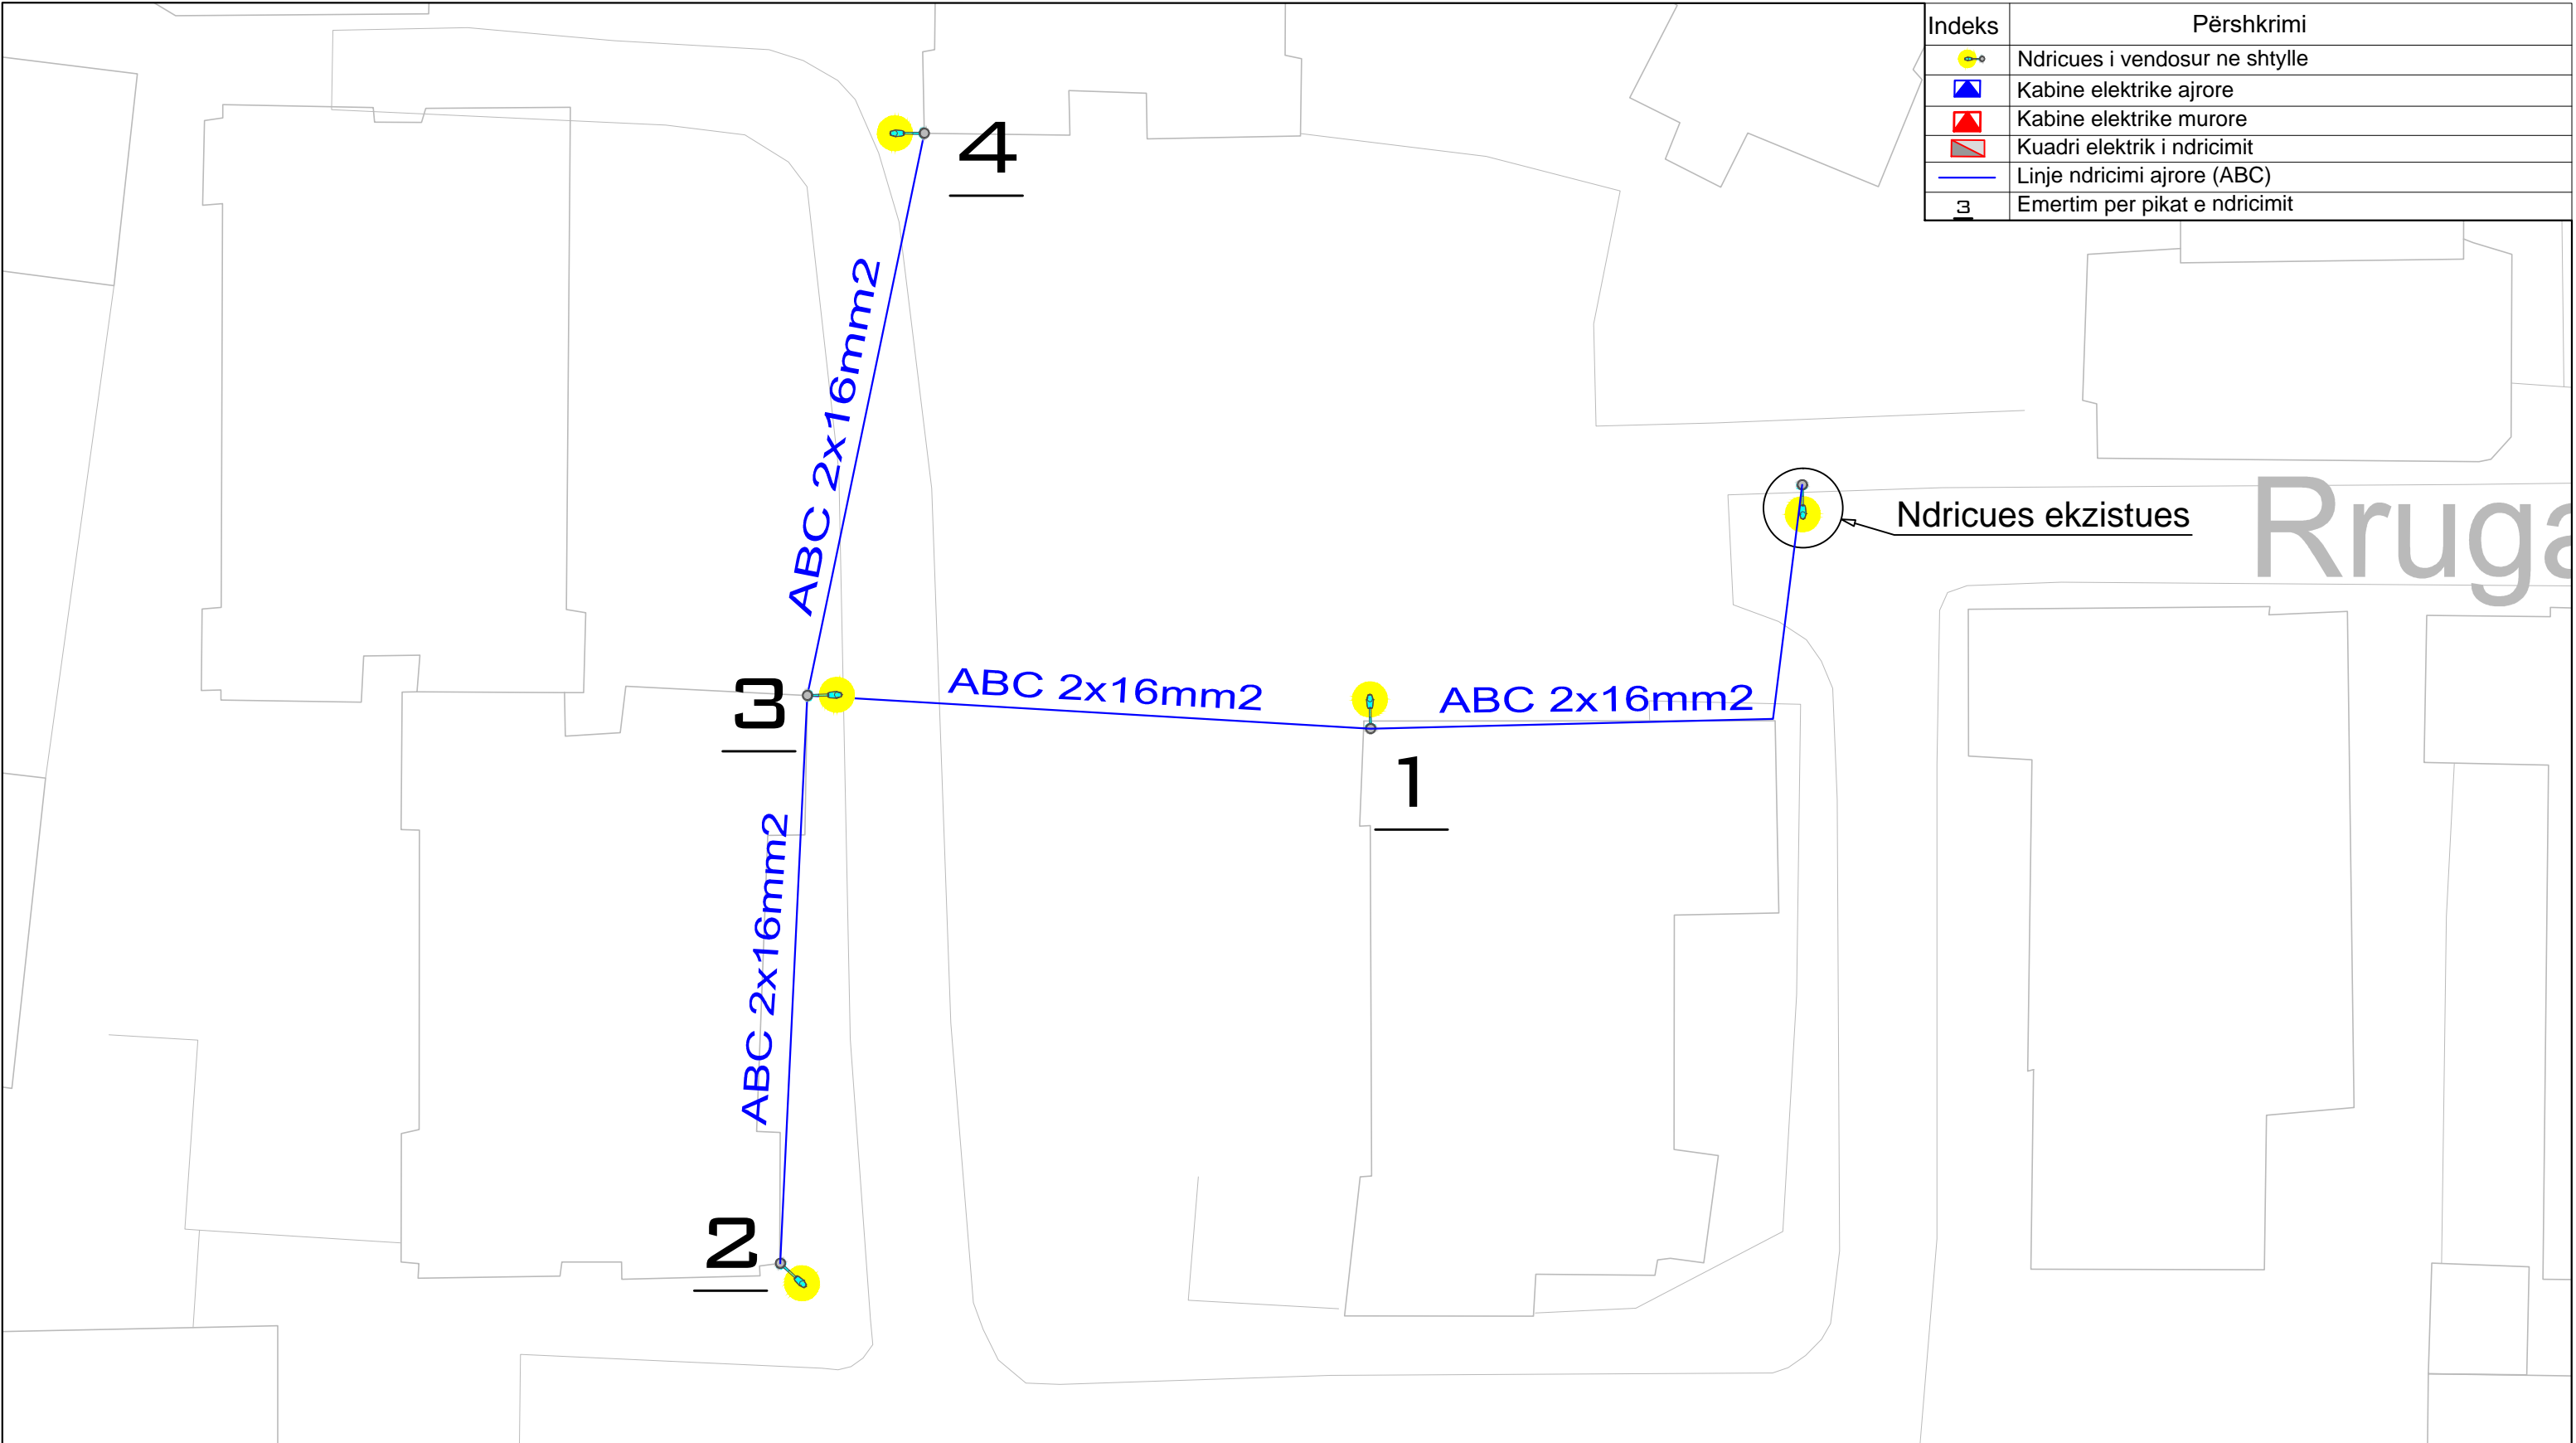 Indeks Përshkrimi
Ndricues i vendosur ne shtylle
Kabine elektrike ajrore
Kabine elektrike murore
Kuadri elektrik i ndricimit
Linje ndricimi ajrore (ABC)
3 Emertim per pikat e ndricimit
4
ABC 2x16mm2
Ndricues ekzistues
Rruga
3
ABC 2x16mm2
ABC 2x16mm2
1
ABC 2x16mm2
2